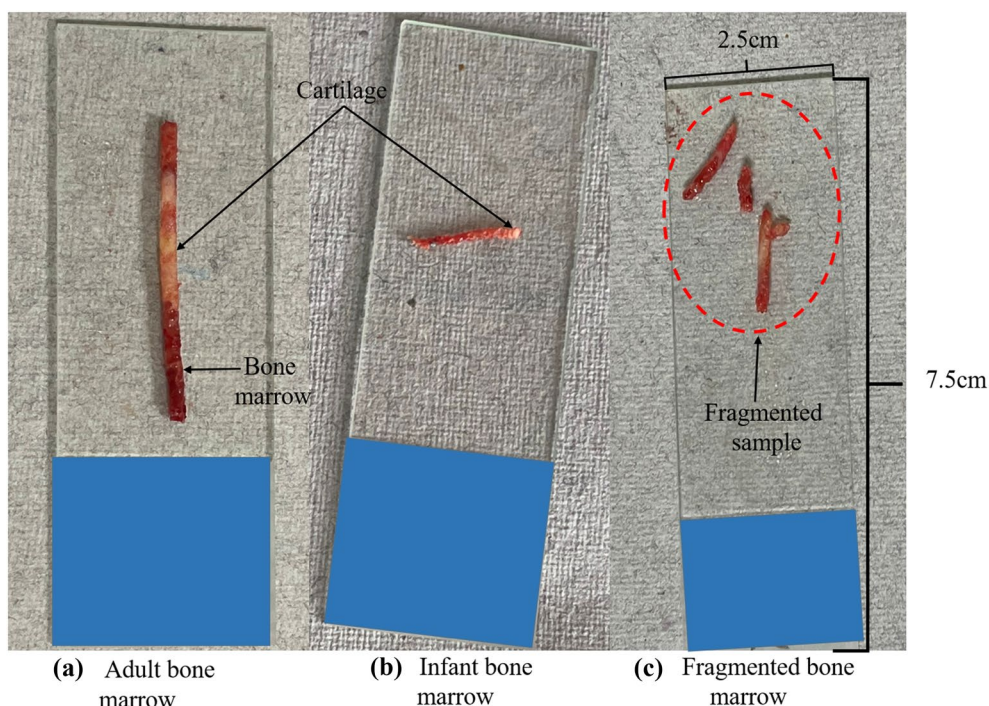 2.5cm
Cartilage
Bone
marrow
Fragmented
sample
7.5cm
(a) Adult bone
marrow
(b) Infant bone
marrow
(c) Fragmented bone
marrow